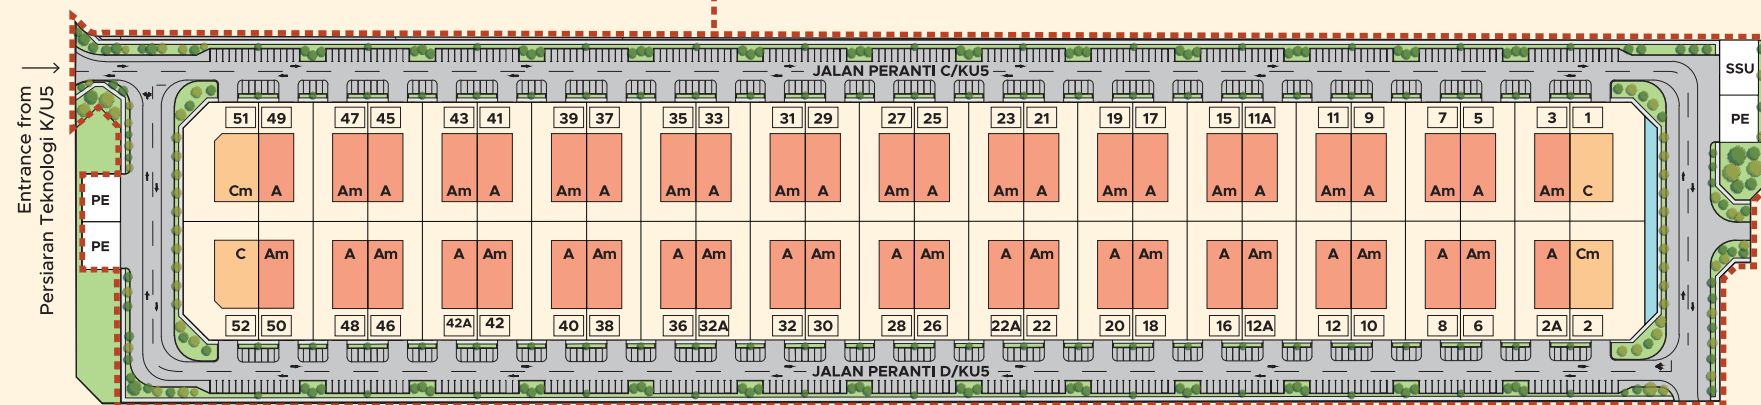 Entrance from
Persiaran Teknologi K/U5
JALAN PERANTI C/KU5
SSU
PE
51 49 47 45 43 41 39 37 35 33 31 29 27 25 23 21 19 17 15 11A 11 9 7 5 3 1
Cm A Am A Am A Am A Am A Am A Am A Am A Am A Am A Am A Am A Am C
PE
PE
C Am A Am A Am A Am A Am A Am A Am A Am A Am A Am A Am A Am A Cm
52 50 48 46 42A 42 40 38 36 32A 32 30 28 26 22A 22 20 18 16 12A 12 10 8 6 2A 2
JALAN PERANTI D/KU5